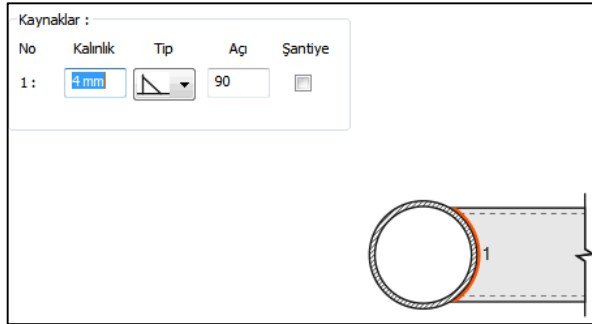 Kaynaklar :
No Kalınlık Tip Açı Şantiye
1 : 4 mm 90
1